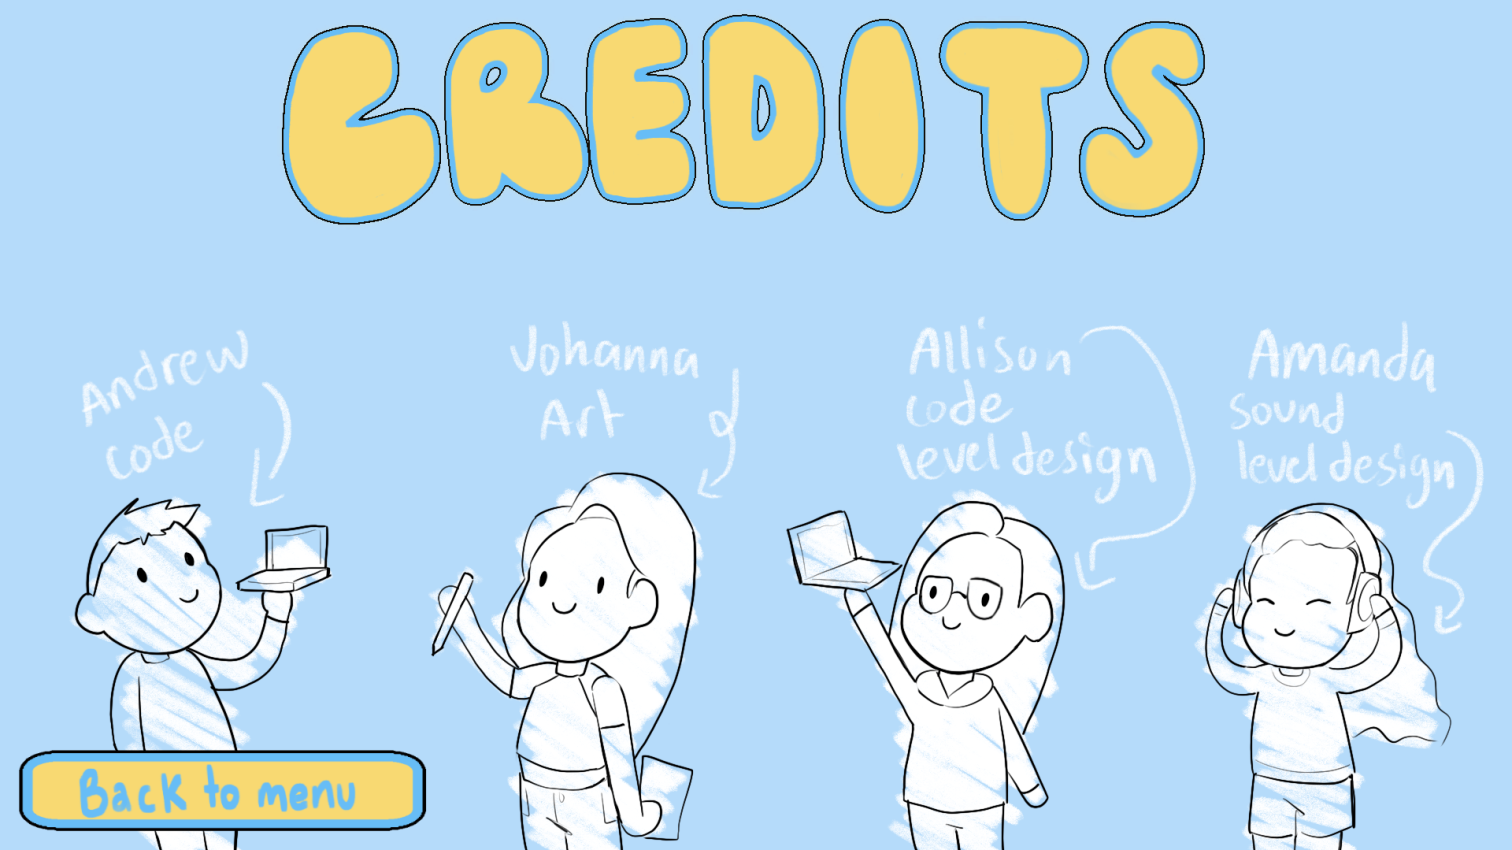 CREDITS
Andrew
code
Johanna
Art
Allison
code
level design
Amanda
sound
level design
Back to menu